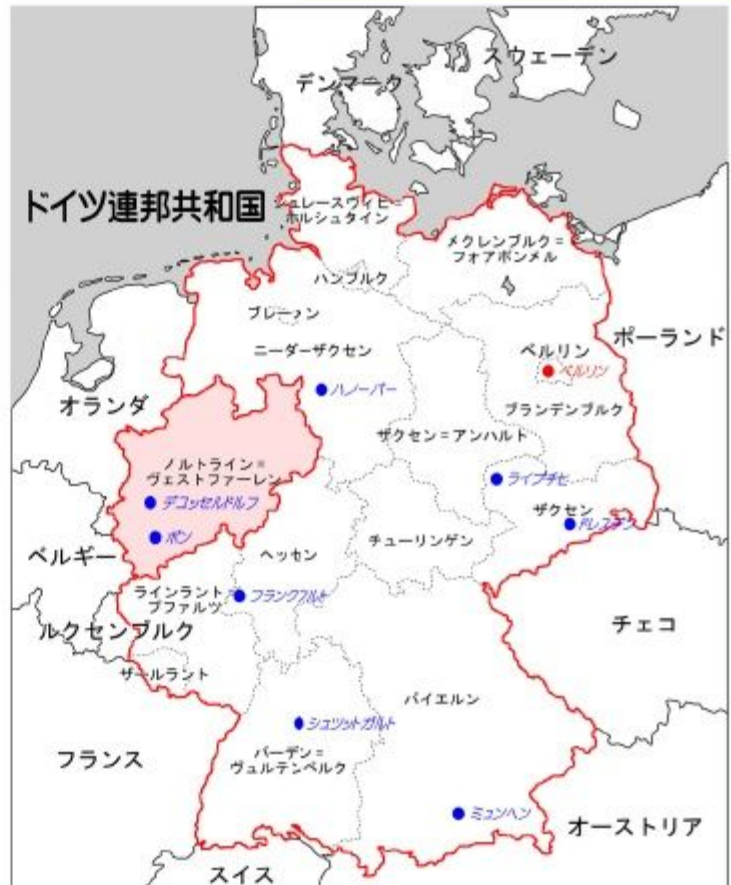 スウェーデン
デンマーク
ドイツ連邦共和国
シュレースヴィヒ=
ホルシュタイン
メクレンブルク=
フォアポンメル
ハンブルク
ブレーメン
ポーランド
ニーダーザクセン
ベルリン
ベルリン
ハノーバー
オランダ
ブランデンブルク
ザクセン=アンハルト
ノルトライン=
ヴェストファーレン
ライプチヒ
デュッセルドルフ
ザクセン
ドレスデン
ボン
チューリンゲン
ベルギー
ヘッセン
ラインラント
プファルツ
フランクフルト
ルクセンブルク
チェコ
ザールラント
バイエルン
シュツットガルト
フランス
バーデン=
ヴュルテンベルク
ミュンヘン
オーストリア
スイス